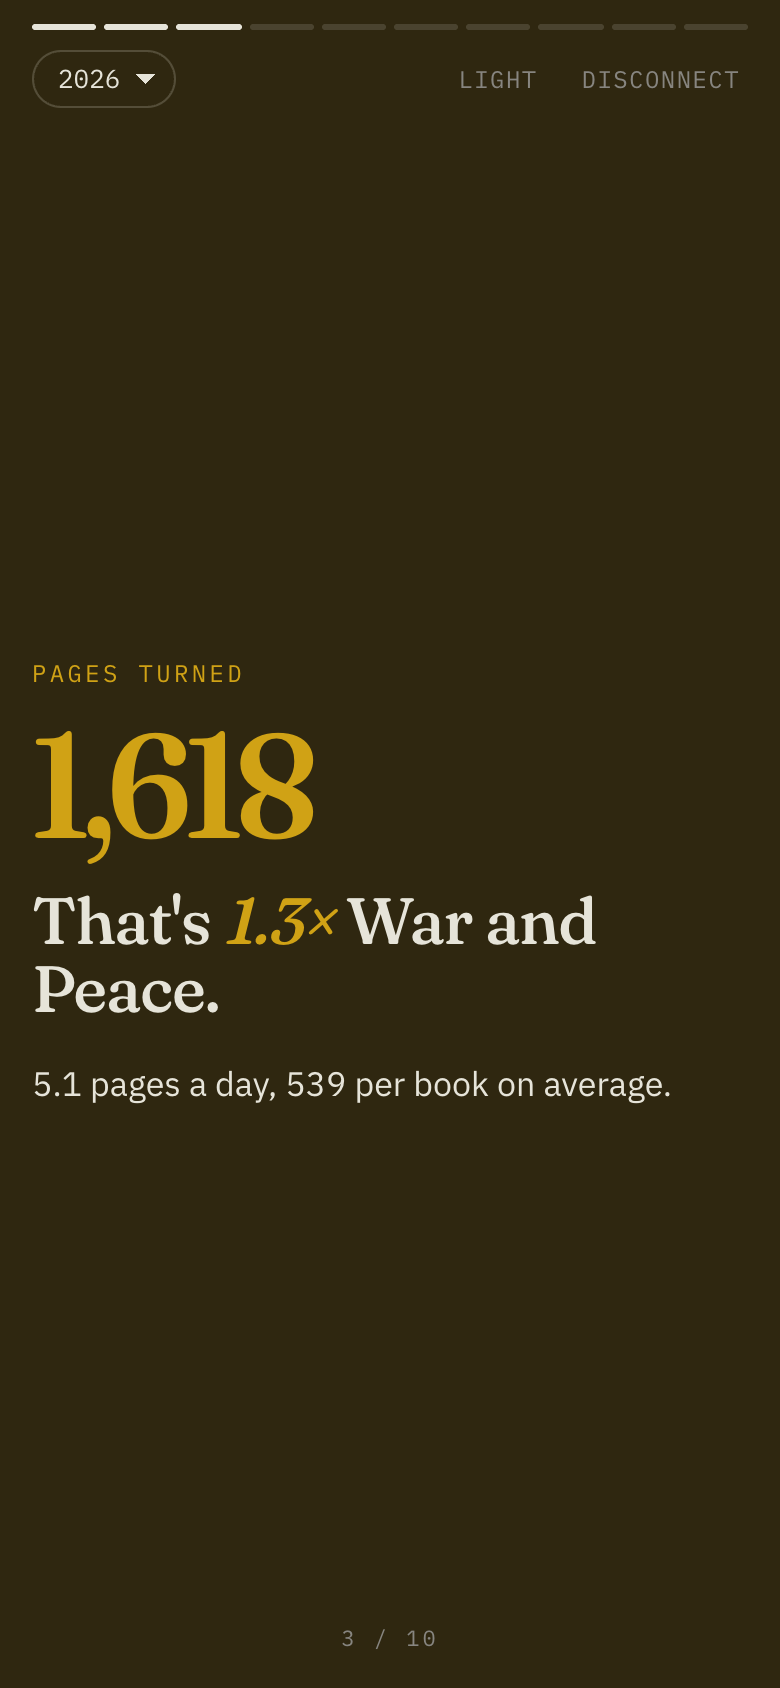 2026
LIGHT
DISCONNECT
PAGES TURNED
1,618
That's 1.3× War and
Peace.
5.1 pages a day, 539 per book on average.
3 / 10